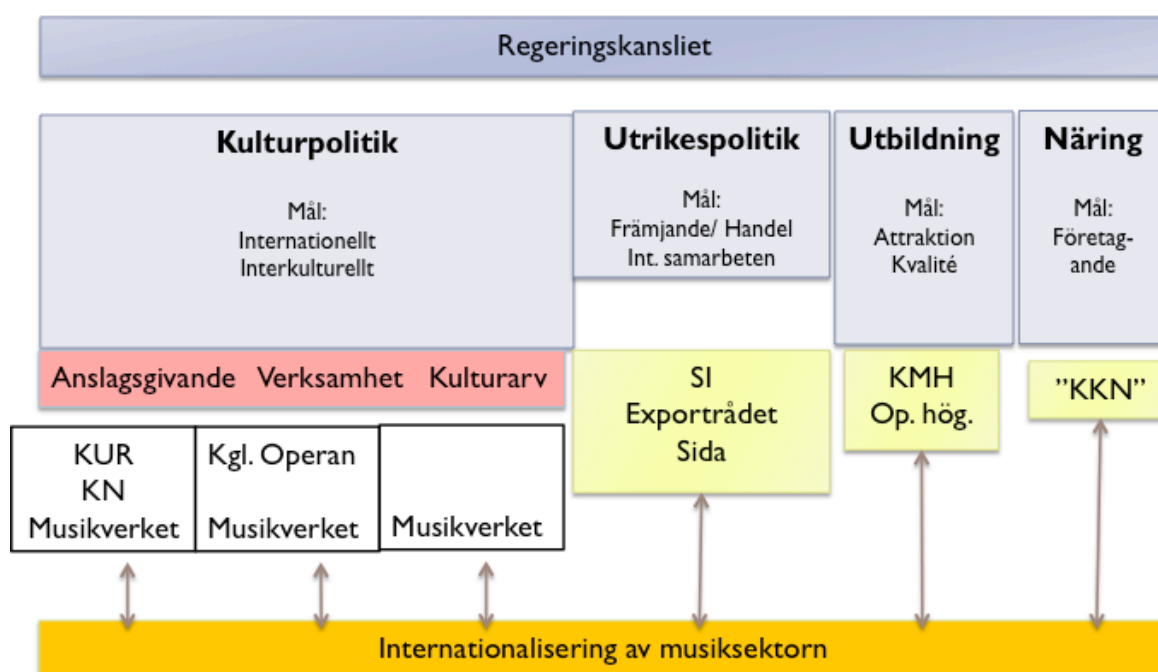 Regeringskansliet
Kulturpolitik
Mål:
Internationellt
Interkulturellt
Utrikespolitik
Mål:
Främjande/ Handel
Int. samarbeten
Utbildning
Mål:
Attraktion
Kvalité
Näring
Mål:
Företag-
ande
Anslagsgivande
Verksamhet
Kulturarv
KUR
KN
Musikverket
Kgl. Operan
Musikverket
Musikverket
SI
Exportrådet
Sida
KMH
Op. hög.
”KKN”
Internationalisering av musiksektorn